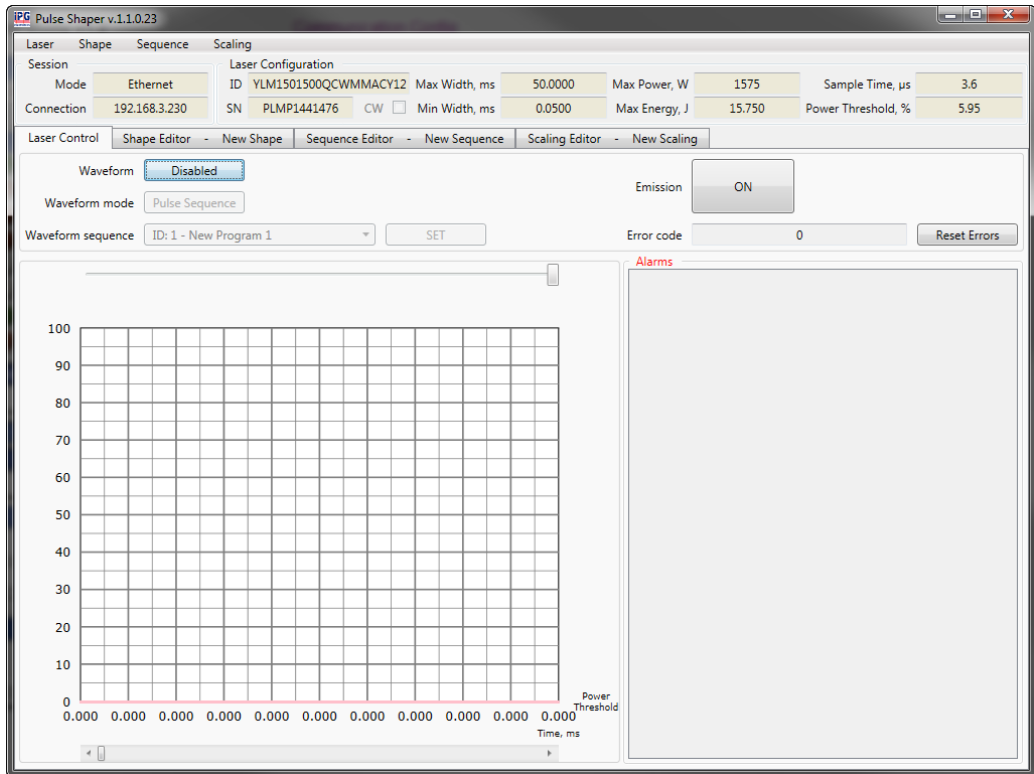 IPG Pulse Shaper v.1.1.0.23
Laser Shape Sequence Scaling
Session Laser Configuration
Mode Ethernet ID YLM1501500QCWMMACY12 Max Width, ms 50.0000 Max Power, W 1575 Sample Time, µs 3.6
Connection 192.168.3.230 SN PLMP1441476 CW Min Width, ms 0.0500 Max Energy, J 15.750 Power Threshold, % 5.95
Laser Control Shape Editor - New Shape Sequence Editor - New Sequence Scaling Editor - New Scaling
Waveform Disabled
Emission ON
Waveform mode Pulse Sequence
Waveform sequence ID: 1 - New Program 1 SET Error code 0 Reset Errors
Alarms
100
90
80
70
60
50
40
30
20
10
0
Power
Threshold
0.000 0.000 0.000 0.000 0.000 0.000 0.000 0.000 0.000 0.000 0.000
Time, ms